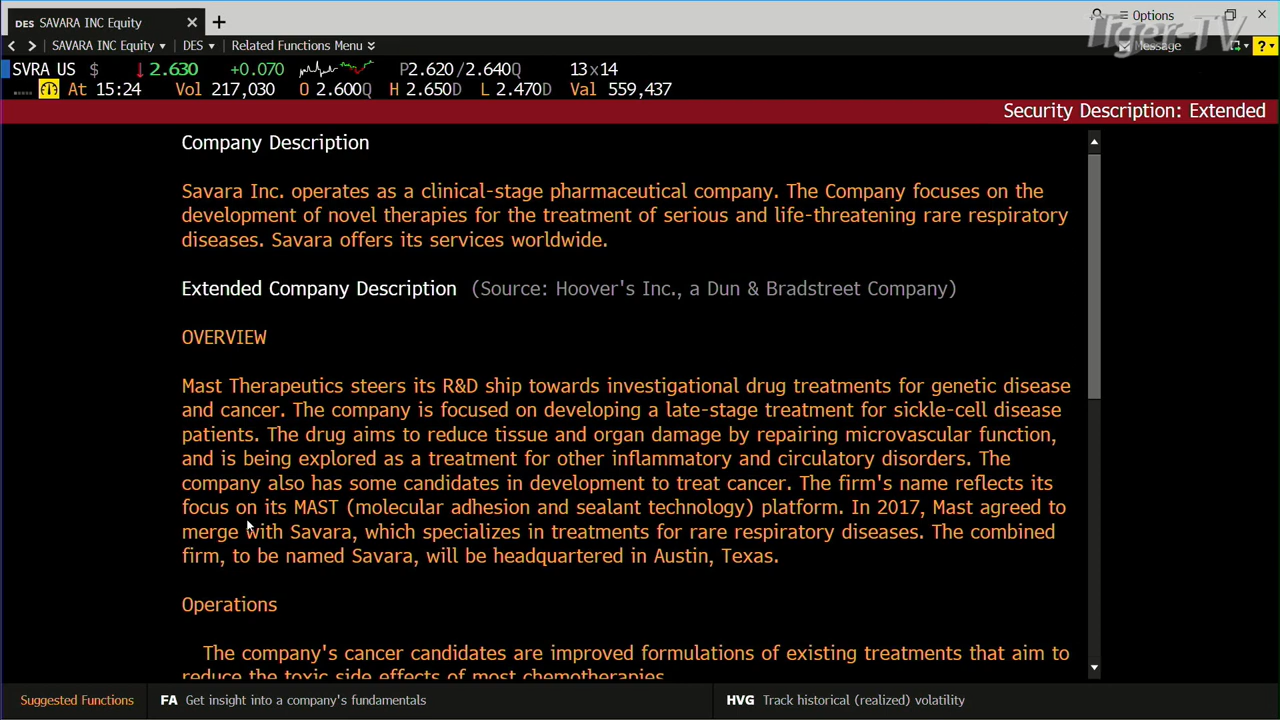 DES SAVARA INC Equity
Options
SAVARA INC Equity DES Related Functions Menu
Message
Tiger-TV
SVRA US $ ↓ 2.630 +0.070 P2.620/2.640Q 13x14
At 15:24 Vol 217,030 O 2.600Q H 2.650D L 2.470D Val 559,437
Security Description: Extended
Company Description
Savara Inc. operates as a clinical-stage pharmaceutical company. The Company focuses on the
development of novel therapies for the treatment of serious and life-threatening rare respiratory
diseases. Savara offers its services worldwide.
Extended Company Description (Source: Hoover's Inc., a Dun & Bradstreet Company)
OVERVIEW
Mast Therapeutics steers its R&D ship towards investigational drug treatments for genetic disease
and cancer. The company is focused on developing a late-stage treatment for sickle-cell disease
patients. The drug aims to reduce tissue and organ damage by repairing microvascular function,
and is being explored as a treatment for other inflammatory and circulatory disorders. The
company also has some candidates in development to treat cancer. The firm's name reflects its
focus on its MAST (molecular adhesion and sealant technology) platform. In 2017, Mast agreed to
merge with Savara, which specializes in treatments for rare respiratory diseases. The combined
firm, to be named Savara, will be headquartered in Austin, Texas.
Operations
The company's cancer candidates are improved formulations of existing treatments that aim to
reduce the toxic side effects of most chemotherapies.
Suggested Functions FA Get insight into a company's fundamentals HVG Track historical (realized) volatility